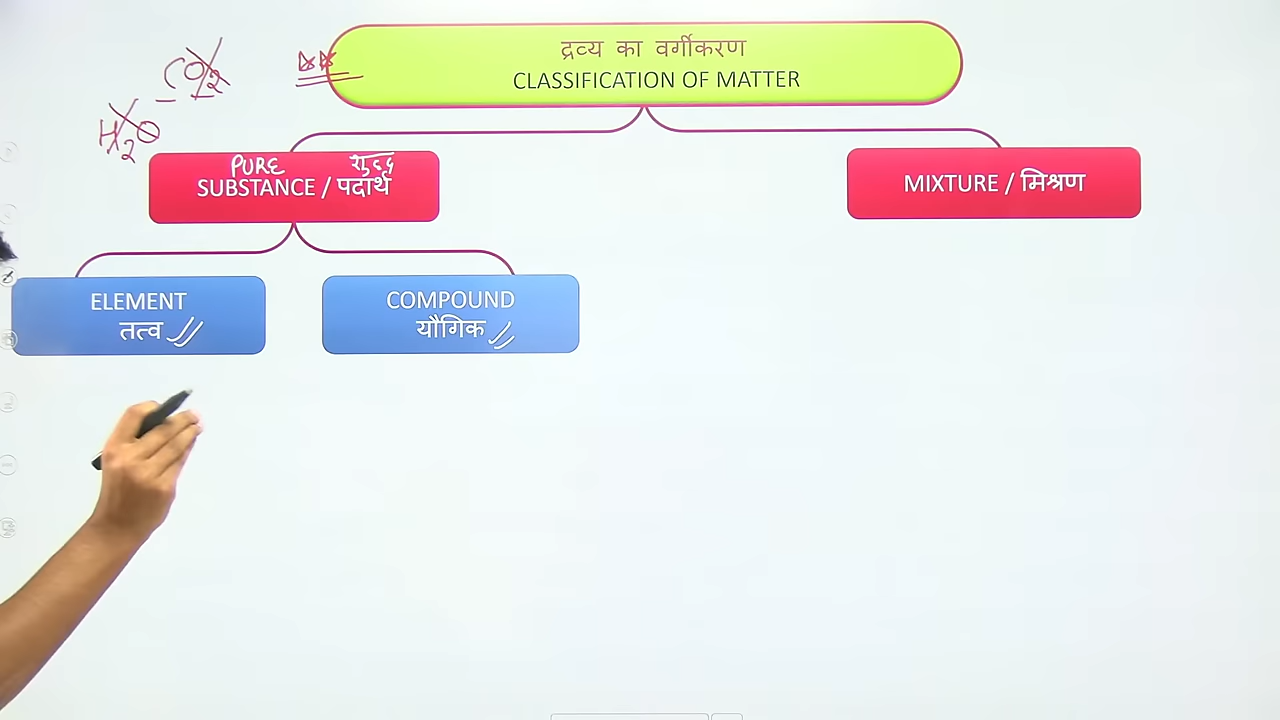 द्रव्य का वर्गीकरण
CLASSIFICATION OF MATTER
CO2
H2O
PURE शुद्ध
SUBSTANCE / पदार्थ
MIXTURE / मिश्रण
ELEMENT
तत्व
COMPOUND
यौगिक